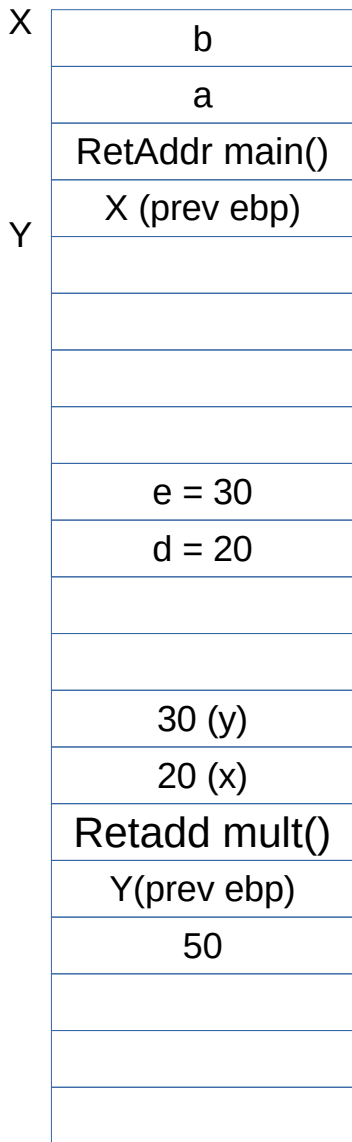 X
b
a
RetAddr main()
X (prev ebp)
Y
e = 30
d = 20
30 (y)
20 (x)
Retadd mult()
Y(prev ebp)
50